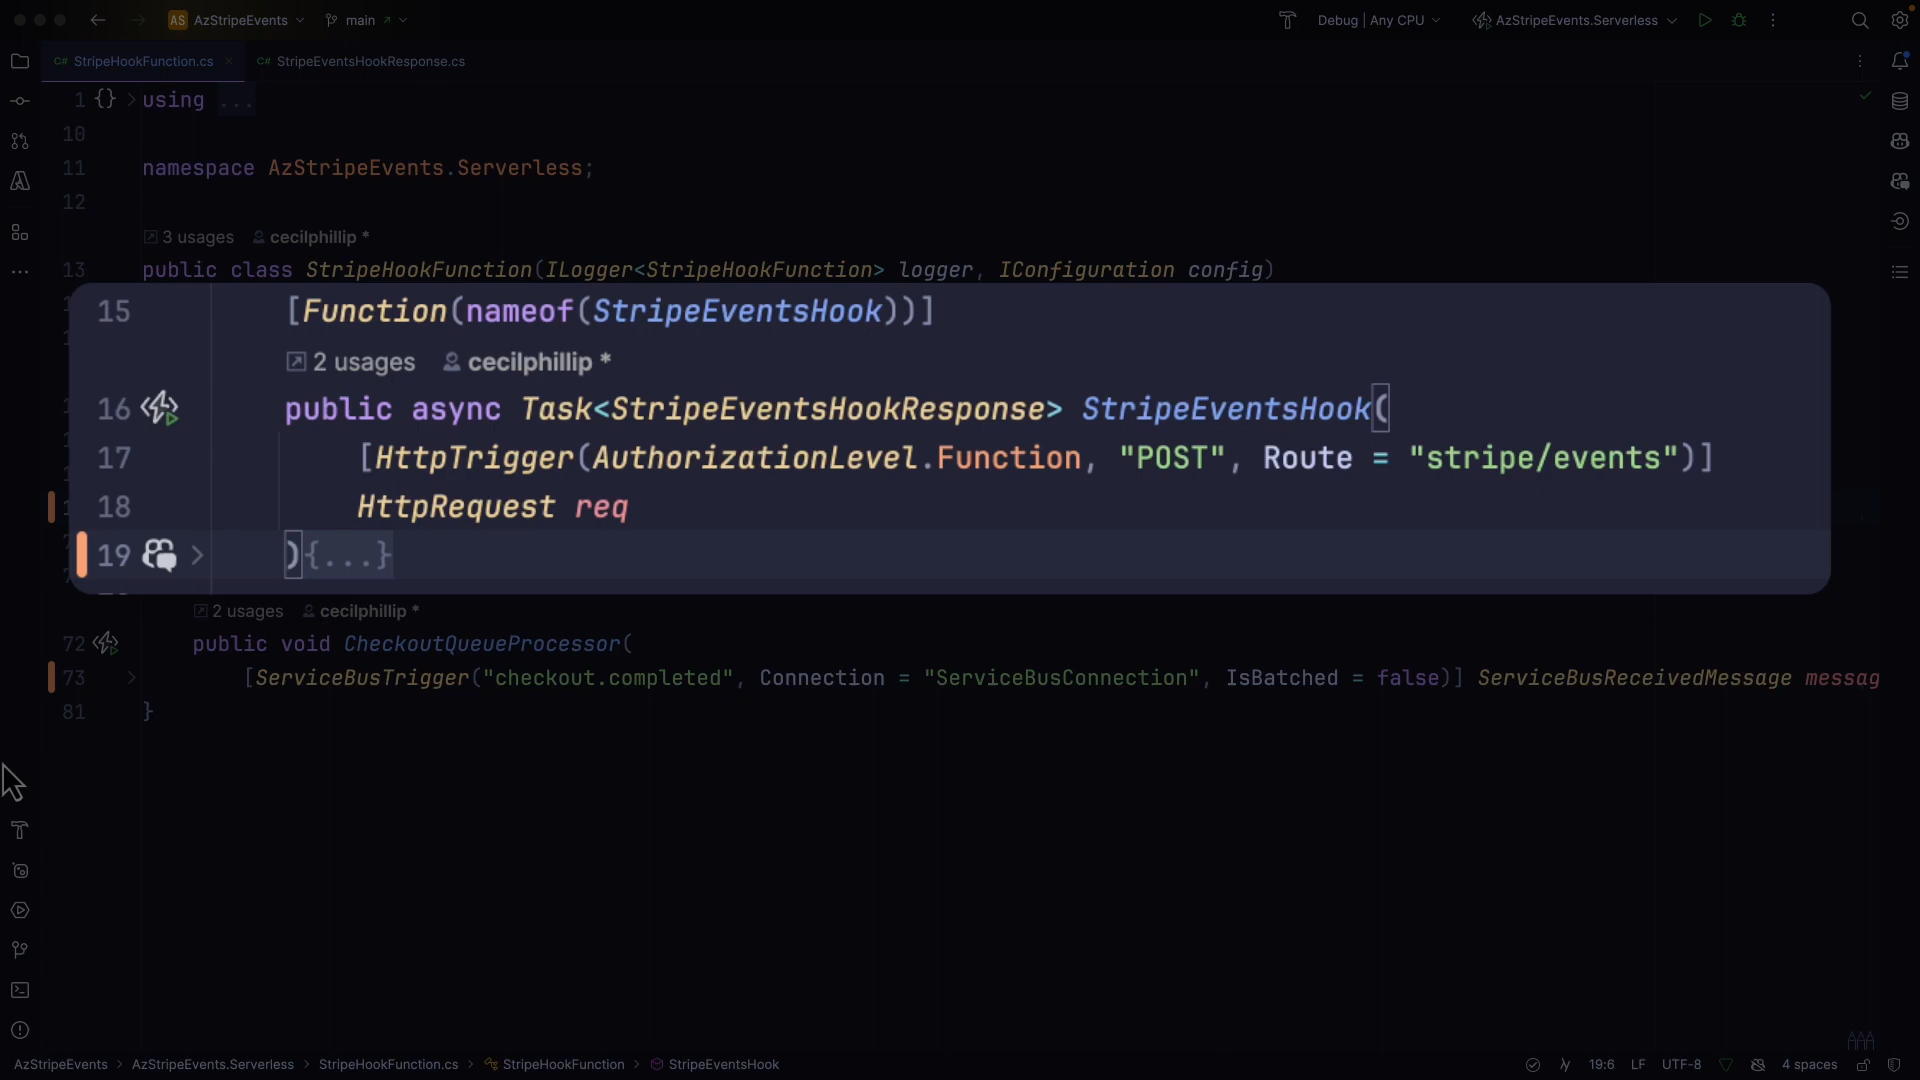 AS AzStripeEvents main Debug | Any CPU AzStripeEvents.Serverless
C# StripeHookFunction.cs × C# StripeEventsHookResponse.cs
1 {} using ...
10
11 namespace AzStripeEvents.Serverless;
12
3 usages cecilphillip *
13 public class StripeHookFunction(ILogger<StripeHookFunction> logger, IConfiguration config)
15 [Function(nameof(StripeEventsHook))]
2 usages cecilphillip *
16 public async Task<StripeEventsHookResponse> StripeEventsHook(
17 [HttpTrigger(AuthorizationLevel.Function, "POST", Route = "stripe/events")]
18 HttpRequest req
19 ){...}
2 usages cecilphillip *
72 public void CheckoutQueueProcessor(
73 [ServiceBusTrigger("checkout.completed", Connection = "ServiceBusConnection", IsBatched = false)] ServiceBusReceivedMessage messag
81 }
AzStripeEvents > AzStripeEvents.Serverless > StripeHookFunction.cs > StripeHookFunction > StripeEventsHook 19:6 LF UTF-8 4 spaces